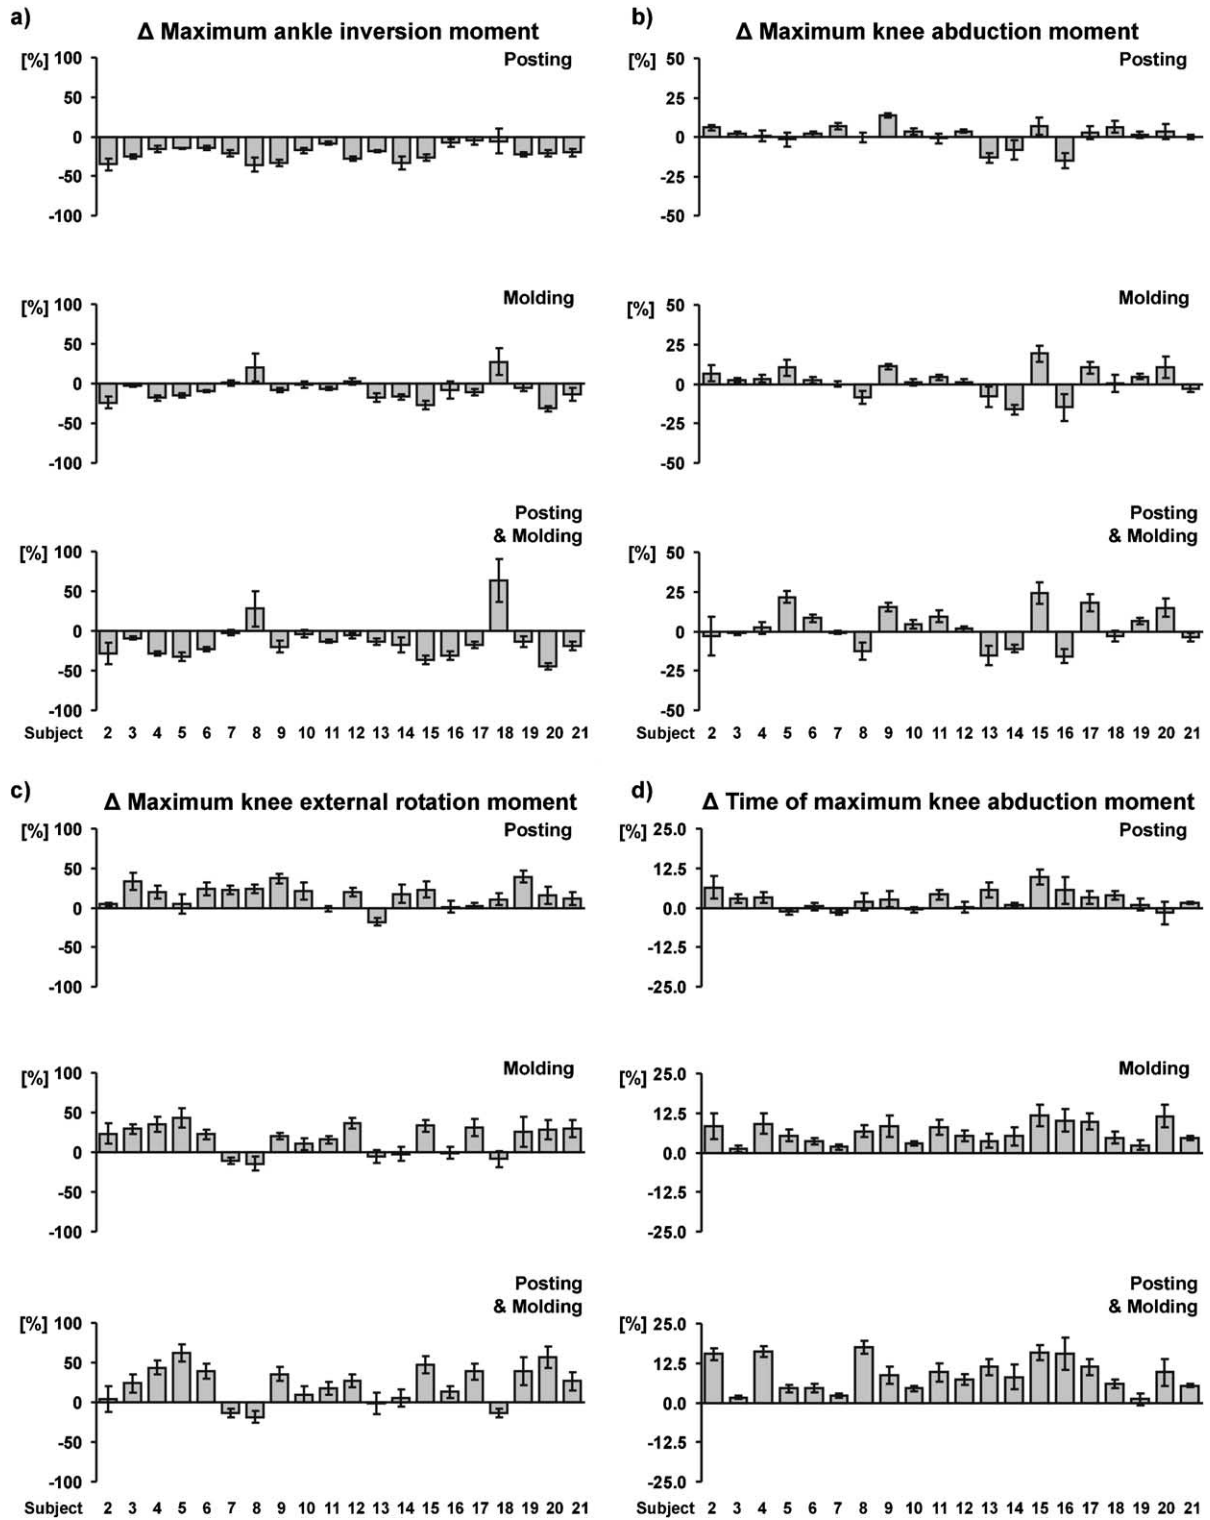 a)
Δ Maximum ankle inversion moment
[%] 100
Posting
50
0
-50
-100
[%] 100
Molding
50
0
-50
-100
Posting
& Molding
[%] 100
50
0
-50
-100
Subject 2 3 4 5 6 7 8 9 10 11 12 13 14 15 16 17 18 19 20 21
b)
Δ Maximum knee abduction moment
[%] 50
Posting
25
0
-25
-50
[%] 50
Molding
25
0
-25
-50
Posting
& Molding
[%] 50
25
0
-25
-50
Subject 2 3 4 5 6 7 8 9 10 11 12 13 14 15 16 17 18 19 20 21
c)
Δ Maximum knee external rotation moment
[%] 100
Posting
50
0
-50
-100
[%] 100
Molding
50
0
-50
-100
Posting
& Molding
[%] 100
50
0
-50
-100
Subject 2 3 4 5 6 7 8 9 10 11 12 13 14 15 16 17 18 19 20 21
d)
Δ Time of maximum knee abduction moment
[%] 25.0
Posting
12.5
0.0
-12.5
-25.0
[%] 25.0
Molding
12.5
0.0
-12.5
-25.0
Posting
& Molding
[%] 25.0
12.5
0.0
-12.5
-25.0
Subject 2 3 4 5 6 7 8 9 10 11 12 13 14 15 16 17 18 19 20 21